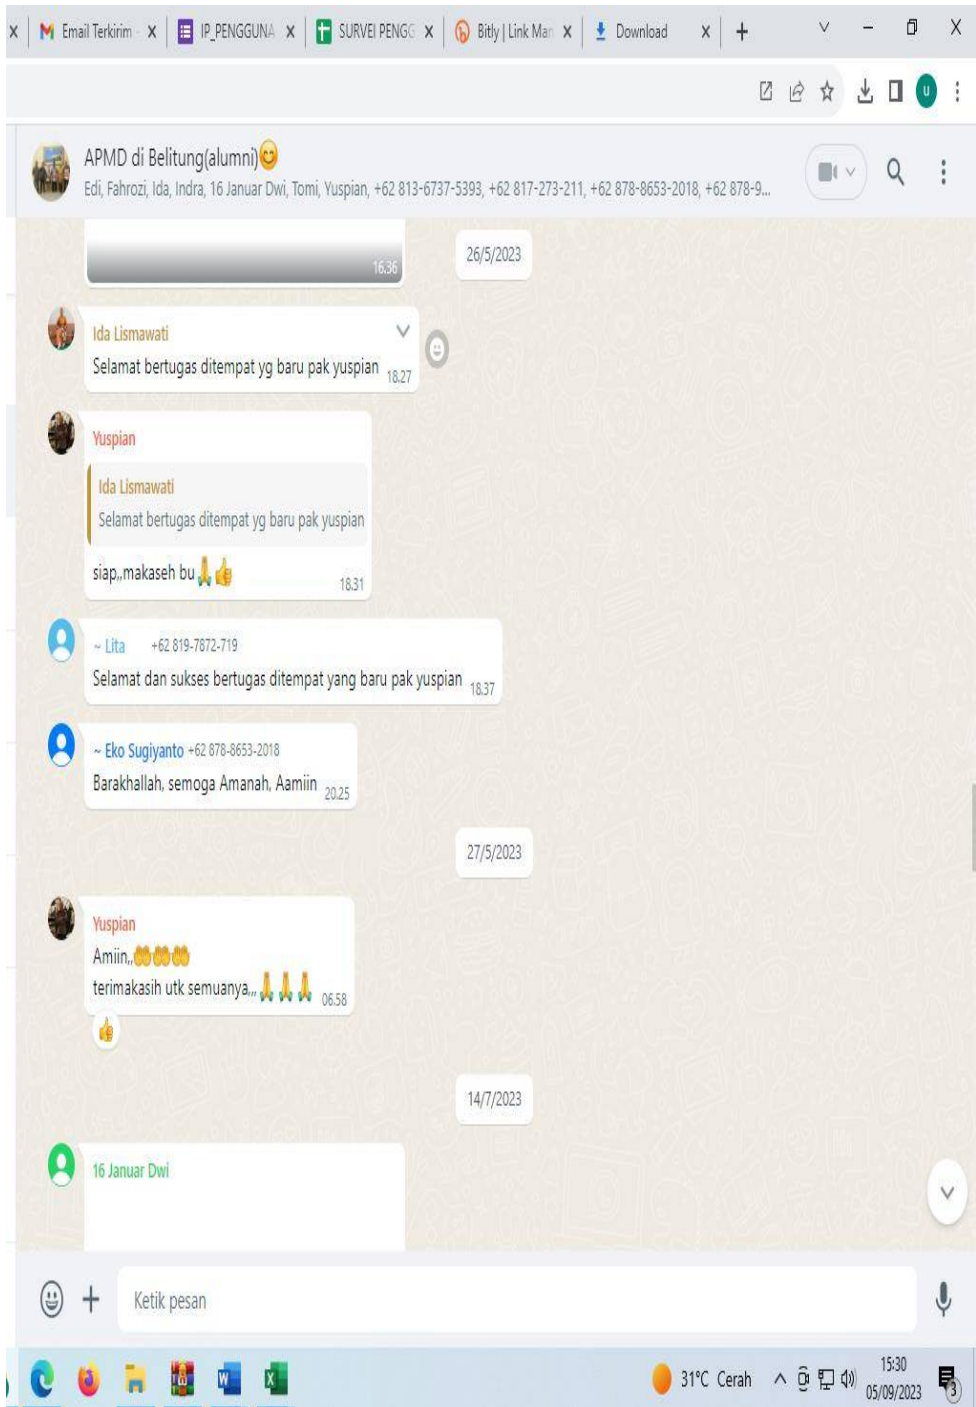 Email Terkirim
IP_PENGGUNA
SURVEI PENGG
Bitly | Link Man
Download
U
APMD di Belitung(alumni)😊
Edi, Fahrozi, Ida, Indra, 16 Januar Dwi, Tomi, Yuspian, +62 813-6737-5393, +62 817-273-211, +62 878-8653-2018, +62 878-9...
16.36
26/5/2023
Ida Lismawati
Selamat bertugas ditempat yg baru pak yuspian 18.27
Yuspian
Ida Lismawati
Selamat bertugas ditempat yg baru pak yuspian
siap,,makaseh bu🙏👍 18.31
~ Lita +62 819-7872-719
Selamat dan sukses bertugas ditempat yang baru pak yuspian 18.37
~ Eko Sugiyanto +62 878-8653-2018
Barakhallah, semoga Amanah, Aamiin 20.25
27/5/2023
Yuspian
Amiin,,🤲🤲🤲
terimakasih utk semuanya,,,🙏🙏🙏 06.58
14/7/2023
16 Januar Dwi
Ketik pesan
31°C Cerah
15:30
05/09/2023
3